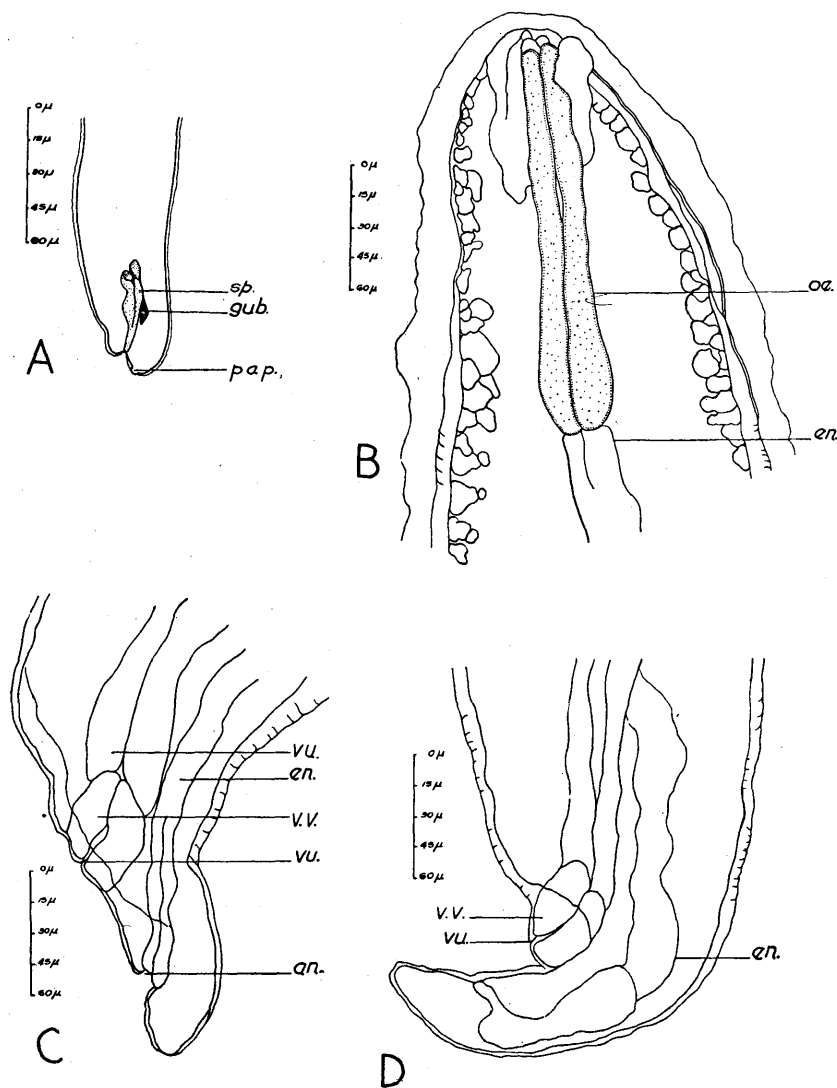 0µ
15µ
30µ
45µ
60µ
sp.
gub.
pap.,
A
0µ
15µ
30µ
45µ
60µ
oe.
en.
B
vu.
en.
v.v.
vu.
an.
0µ
15µ
30µ
45µ
60µ
C
0µ
15µ
30µ
45µ
60µ
v.v.
vu.
en.
D